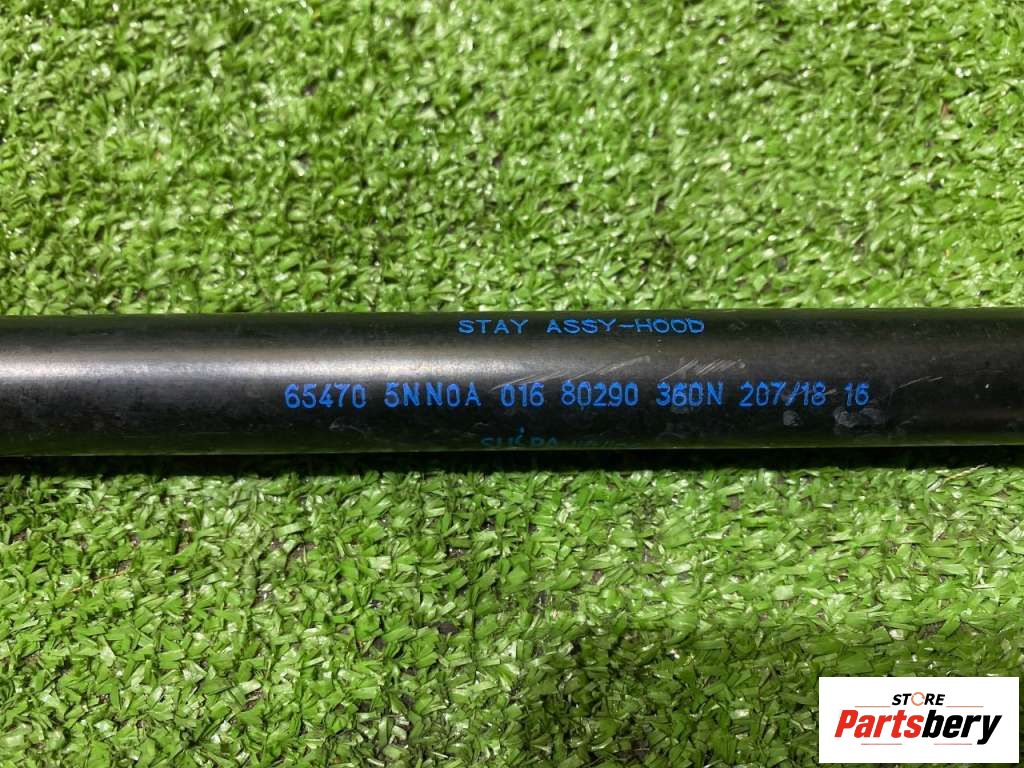 STAY ASSY-HOOD
65470 5NN0A 016 80290 360N 207/18 16
STORE
Partsbery